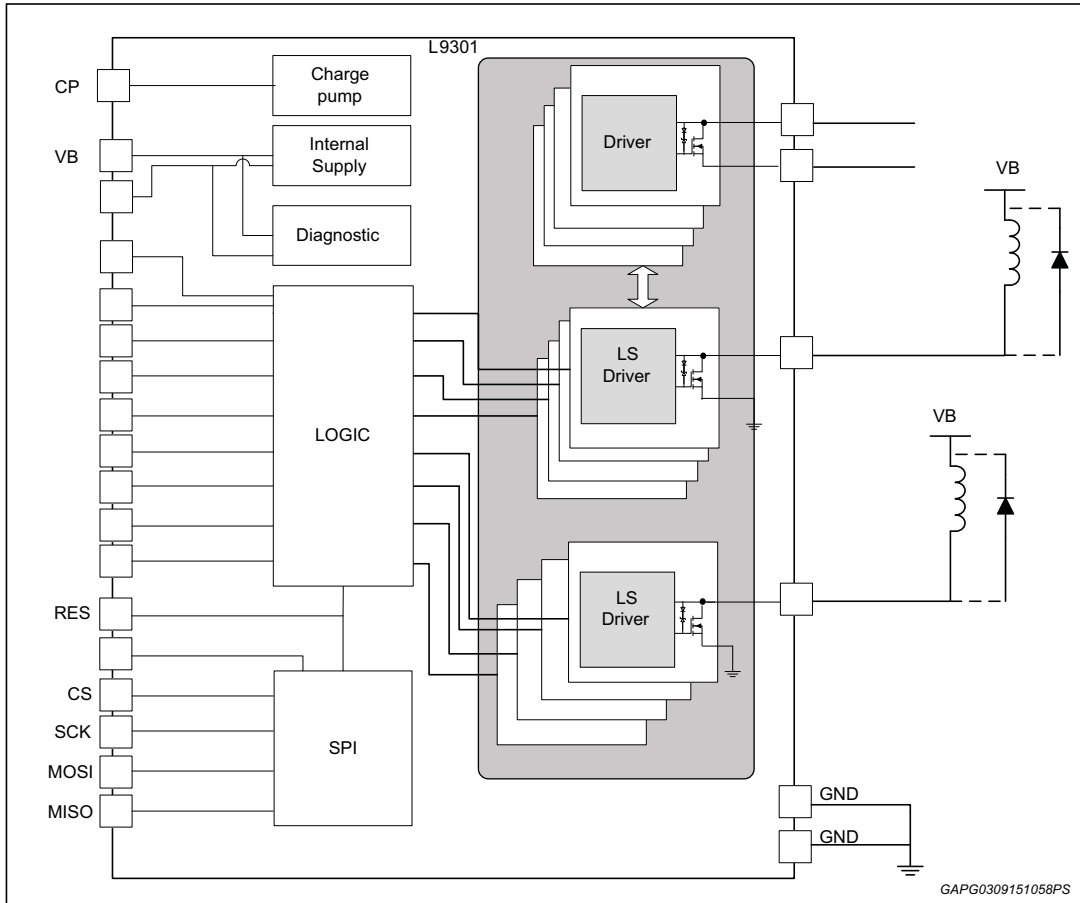 L9301
CP
Charge
pump
VB
Internal
Supply
Diagnostic
Driver
VB
LOGIC
LS
Driver
VB
LS
Driver
RES
CS
SCK
MOSI
MISO
SPI
GND
GND
GAPG0309151058PS